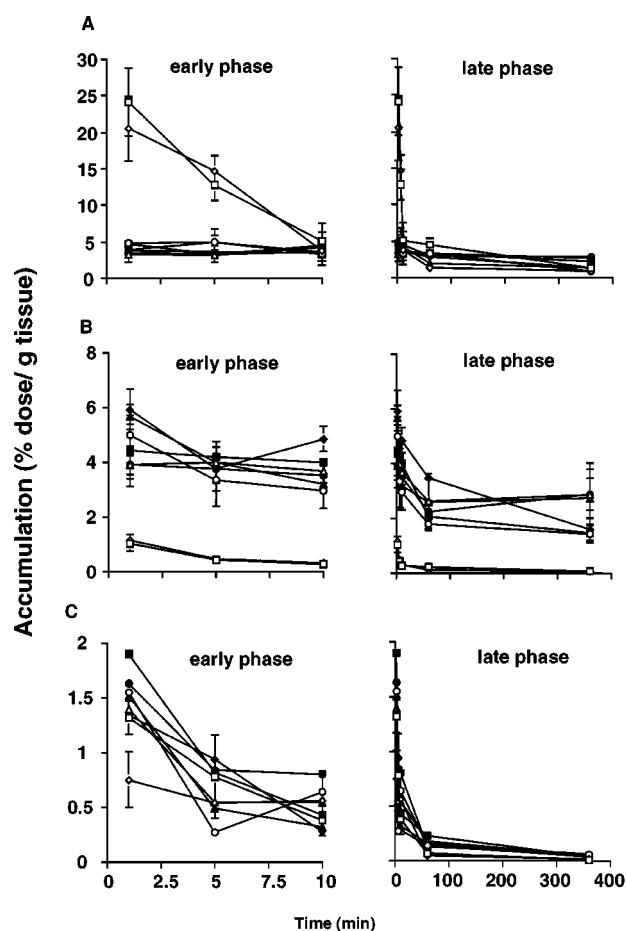 A
early phase
late phase
30
25
20
15
10
5
0
B
early phase
late phase
8
6
4
2
0
Accumulation (% dose/ g tissue)
C
early phase
late phase
2
1.5
1
0.5
0
0 2.5 5 7.5 10
0 100 200 300 400
Time (min)